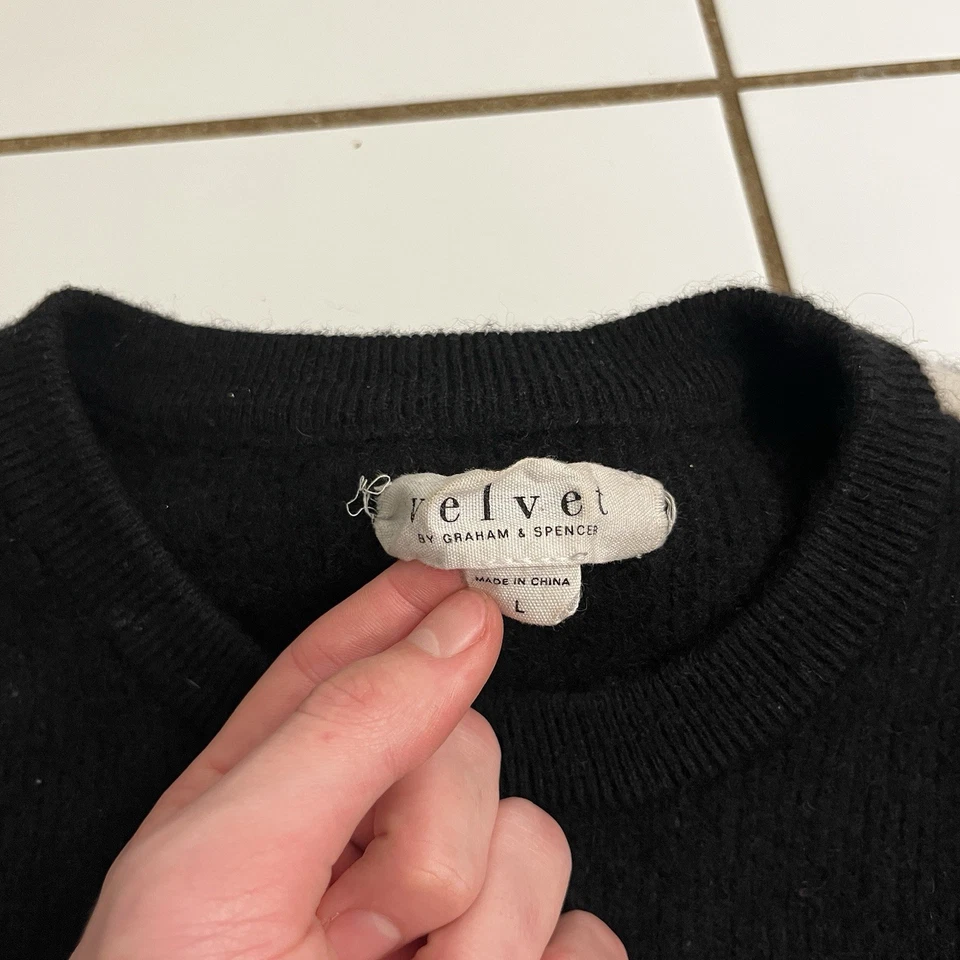 velvet
BY GRAHAM & SPENCER
MADE IN CHINA
L